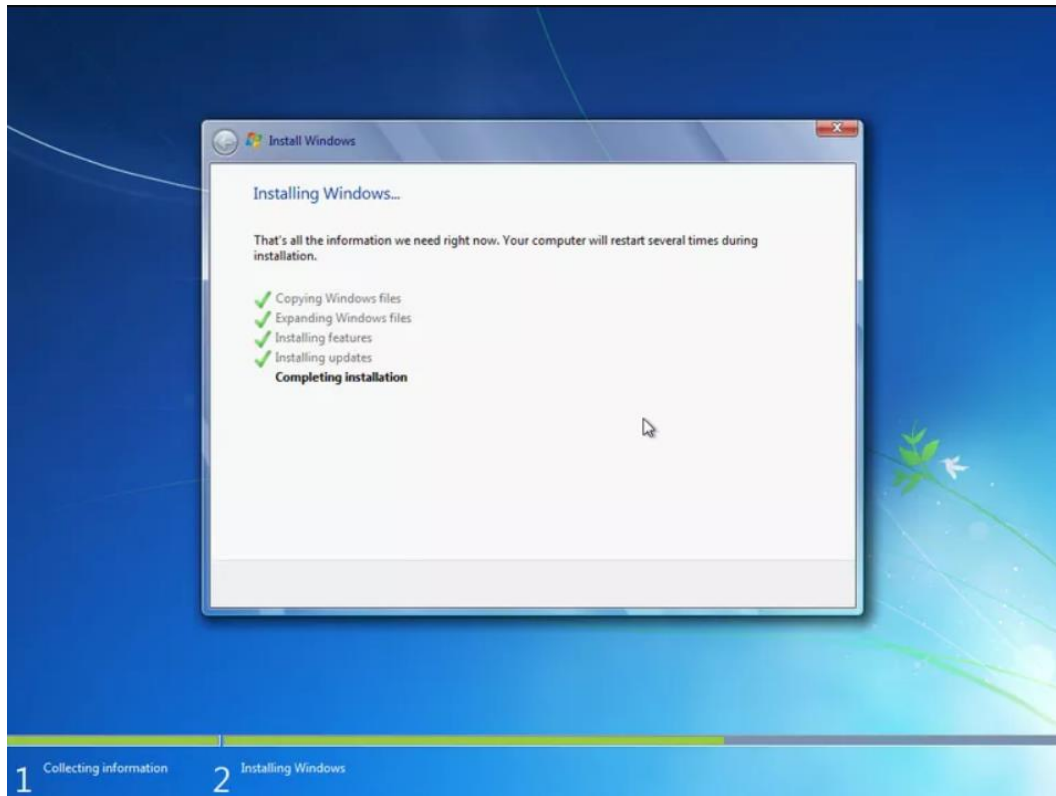 Install Windows
Installing Windows...
That's all the information we need right now. Your computer will restart several times during
installation.
Copying Windows files
Expanding Windows files
Installing features
Installing updates
Completing installation
1 Collecting information
2 Installing Windows